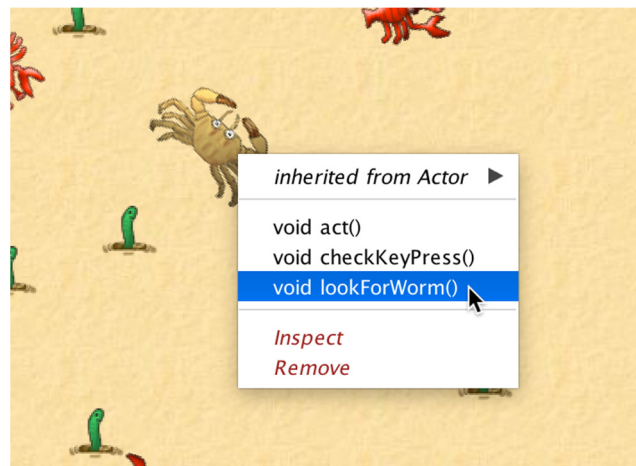 inherited from Actor
void act()
void checkKeyPress()
void lookForWorm()
Inspect
Remove